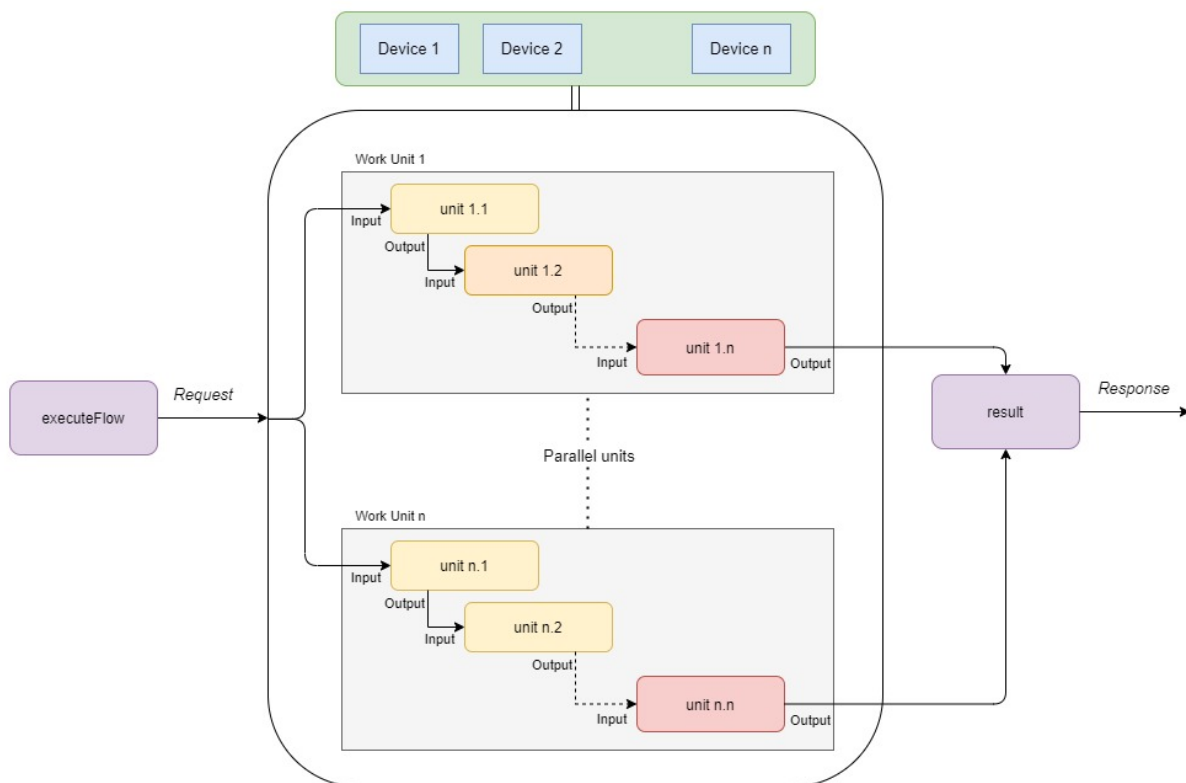 Device 1
Device 2
Device n
Work Unit 1
unit 1.1
Input
Output
unit 1.2
Input
Output
unit 1.n
Input
Output
executeFlow
Request
result
Response
Parallel units
Work Unit n
unit n.1
Input
Output
unit n.2
Input
Output
unit n.n
Input
Output